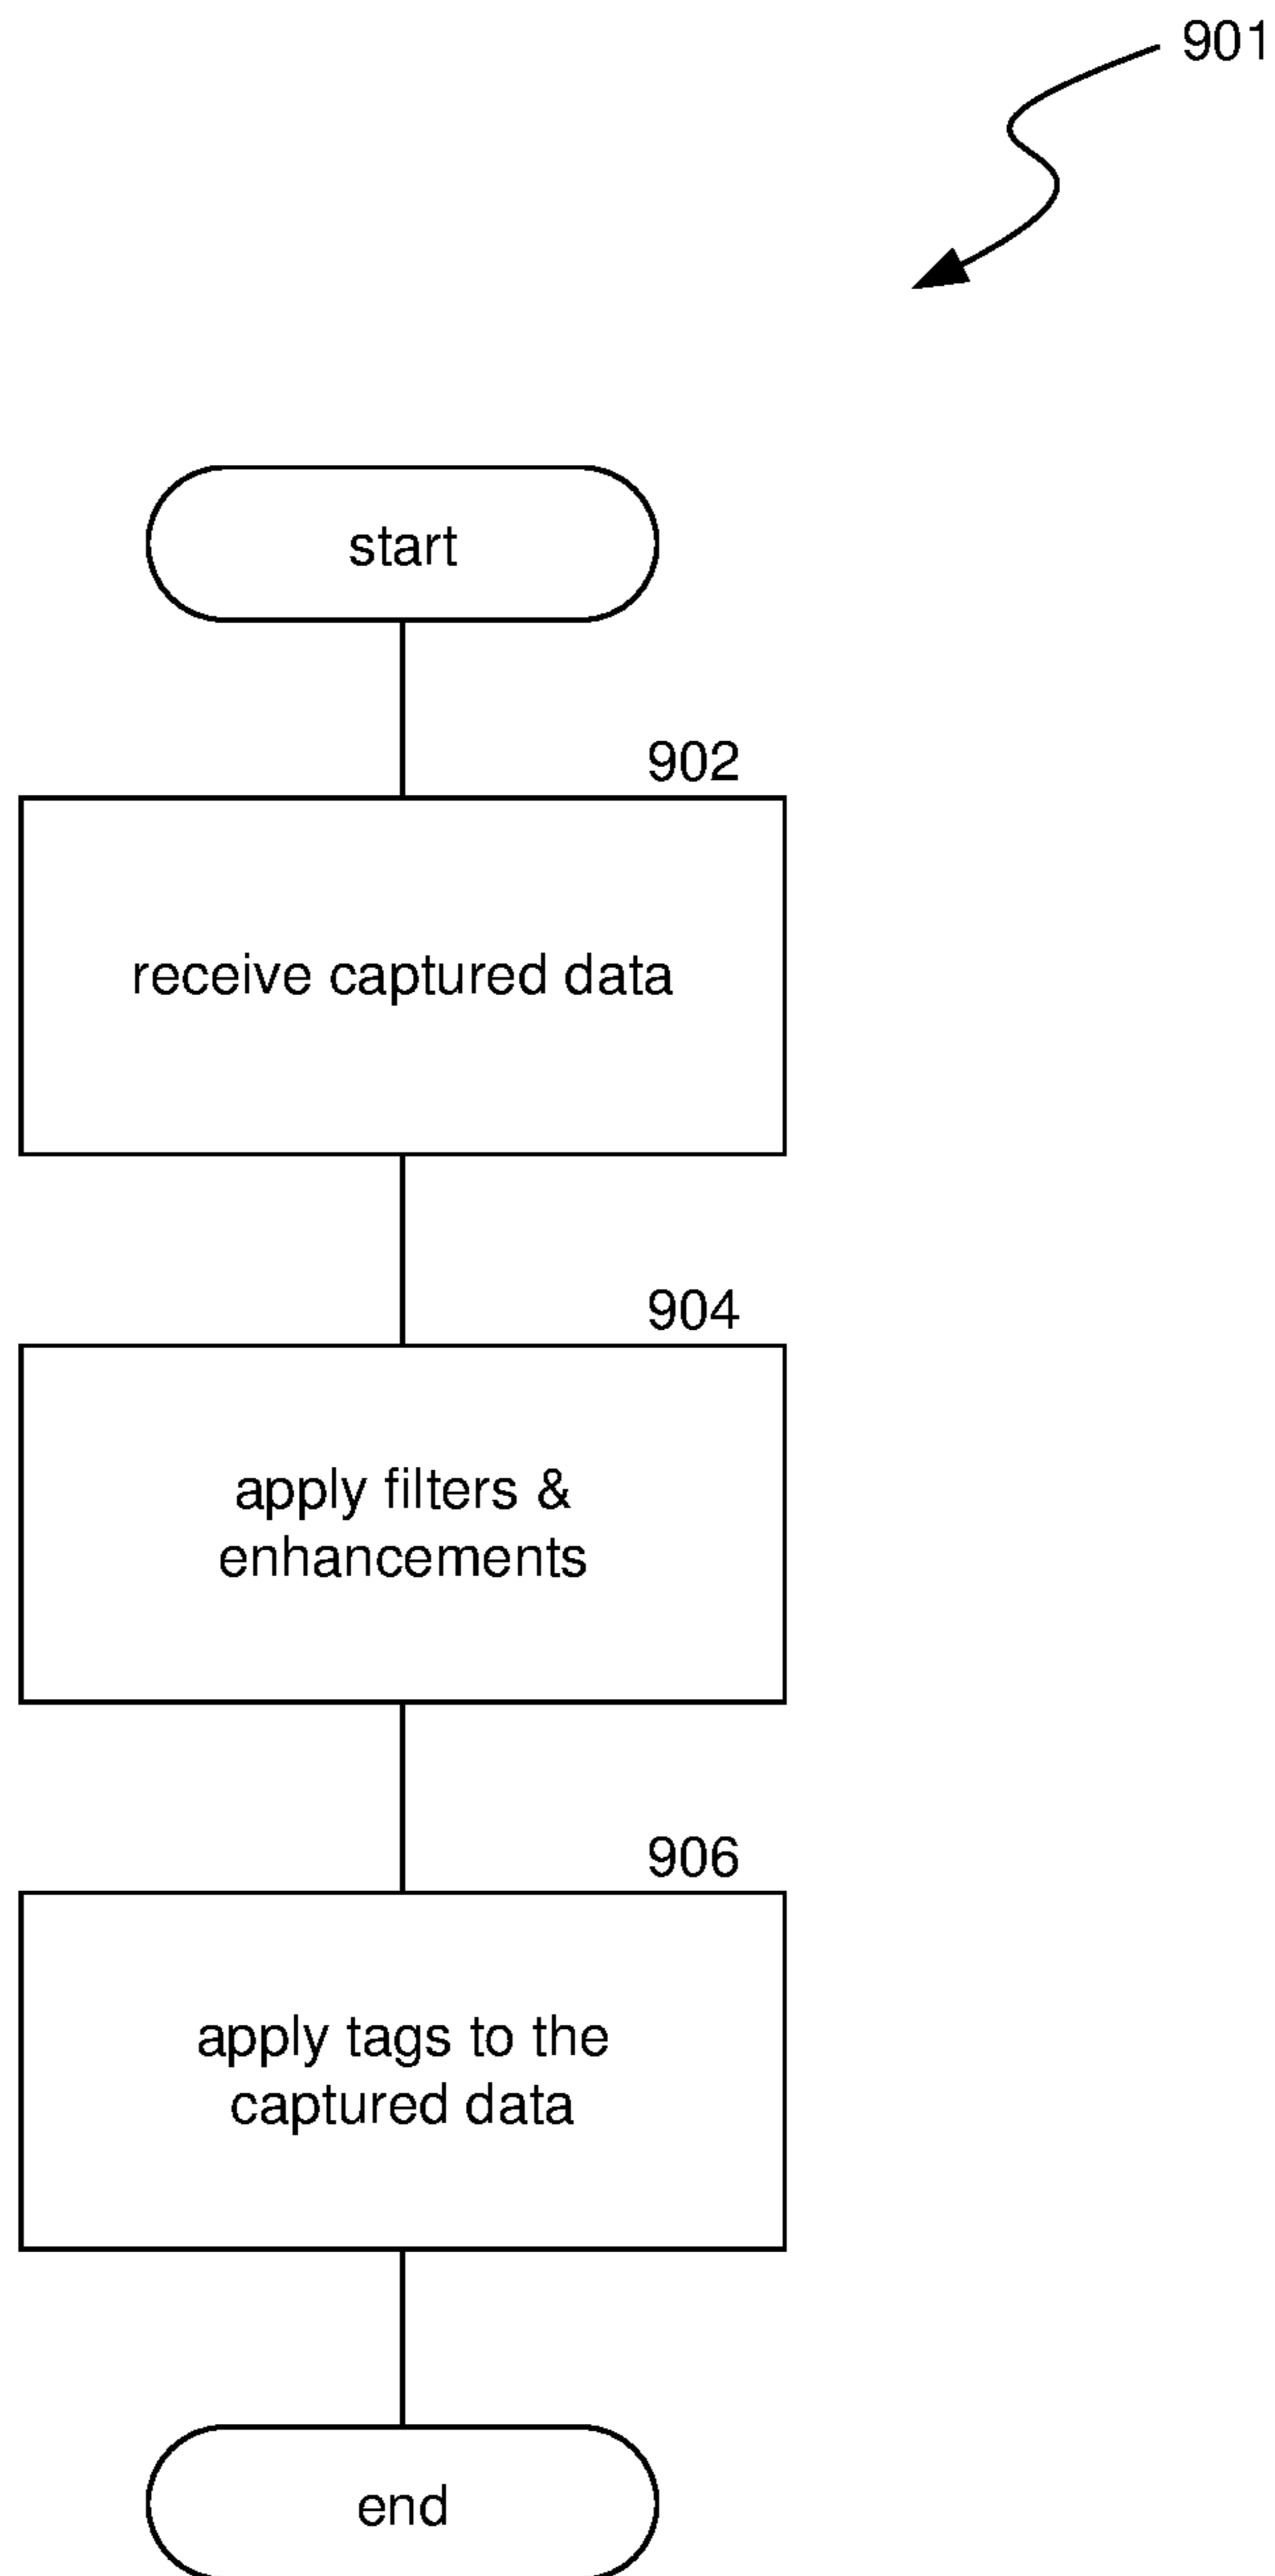 901
start
902
receive captured data
904
apply filters &
enhancements
906
apply tags to the
captured data
end